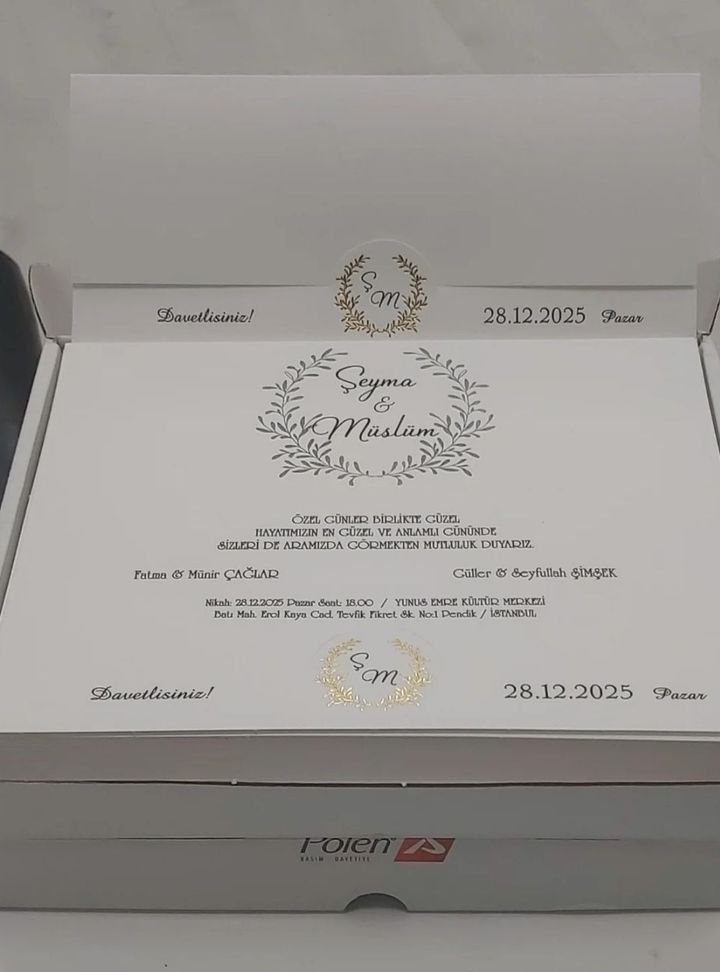 Davetlisiniz!
Ş
M
28.12.2025 Pazar
Şeyma
&
Müslüm
ÖZEL GÜNLER BİRLİKTE GÜZEL
HAYATIMIZIN EN GÜZEL VE ANLAMLI GÜNÜNDE
SİZLERİ DE ARAMIZDA GÖRMEKTEN MUTLULUK DUYARIZ.
Fatma & Münir ÇAĞLAR
Güller & Seyfullah ŞİMŞEK
Nikah: 28.12.2025 Pazar Saat: 18.00 / YUNUS EMRE KÜLTÜR MERKEZİ
Batı Mah. Erol Kaya Cad. Tevfik Fikret Sk. No:1 Pendik / İSTANBUL
Davetlisiniz!
Ş
M
28.12.2025 Pazar
Polen
BASIM DAVETİYE